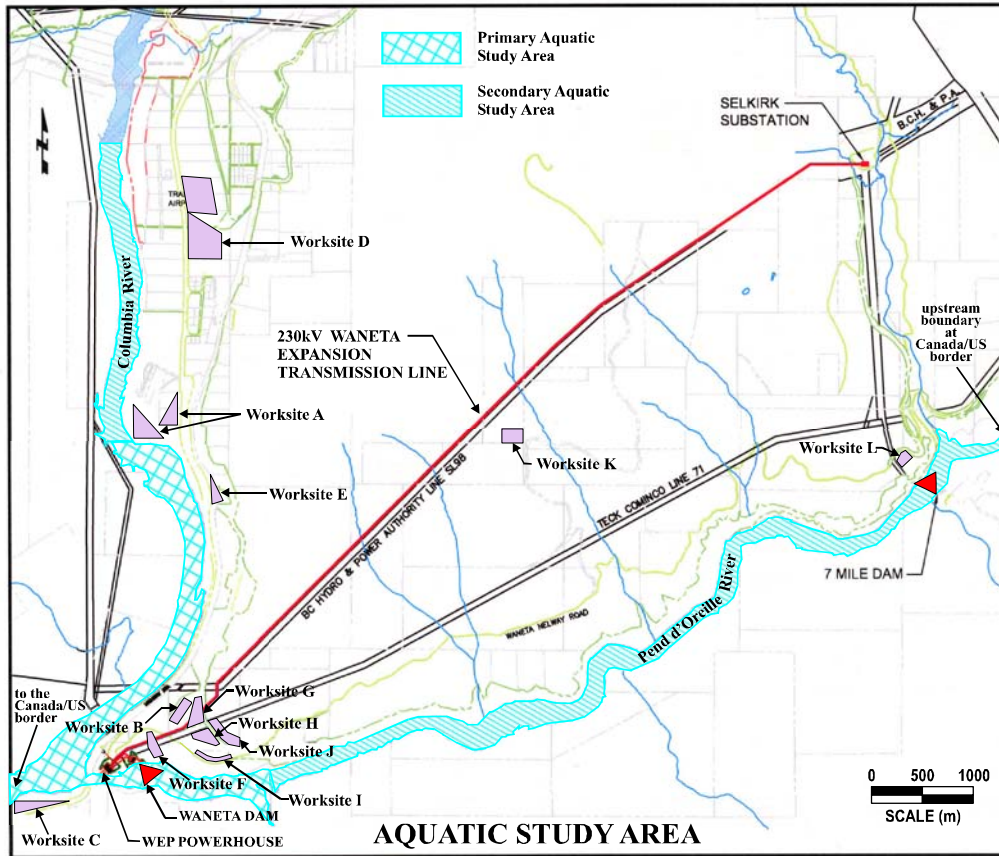 Primary Aquatic
Study Area
Secondary Aquatic
Study Area
SELKIRK
SUBSTATION
B.C.H. & P.A.
AIRP
Worksite D
Columbia River
230kV WANETA
EXPANSION
TRANSMISSION LINE
upstream
boundary
at
Canada/US
border
Worksite A
Worksite K
Worksite L
Worksite E
BC HYDRO & POWER AUTHORITY LINE SL98
TECK COMINCO LINE 71
7 MILE DAM
WANETA NELWAY ROAD
Pend d'Orcille River
to the
Canada/US
border
Worksite G
Worksite B
Worksite H
Worksite J
Worksite F
Worksite I
WANETA DAM
Worksite C
WEP POWERHOUSE
0 500 1000
SCALE (m)
AQUATIC STUDY AREA